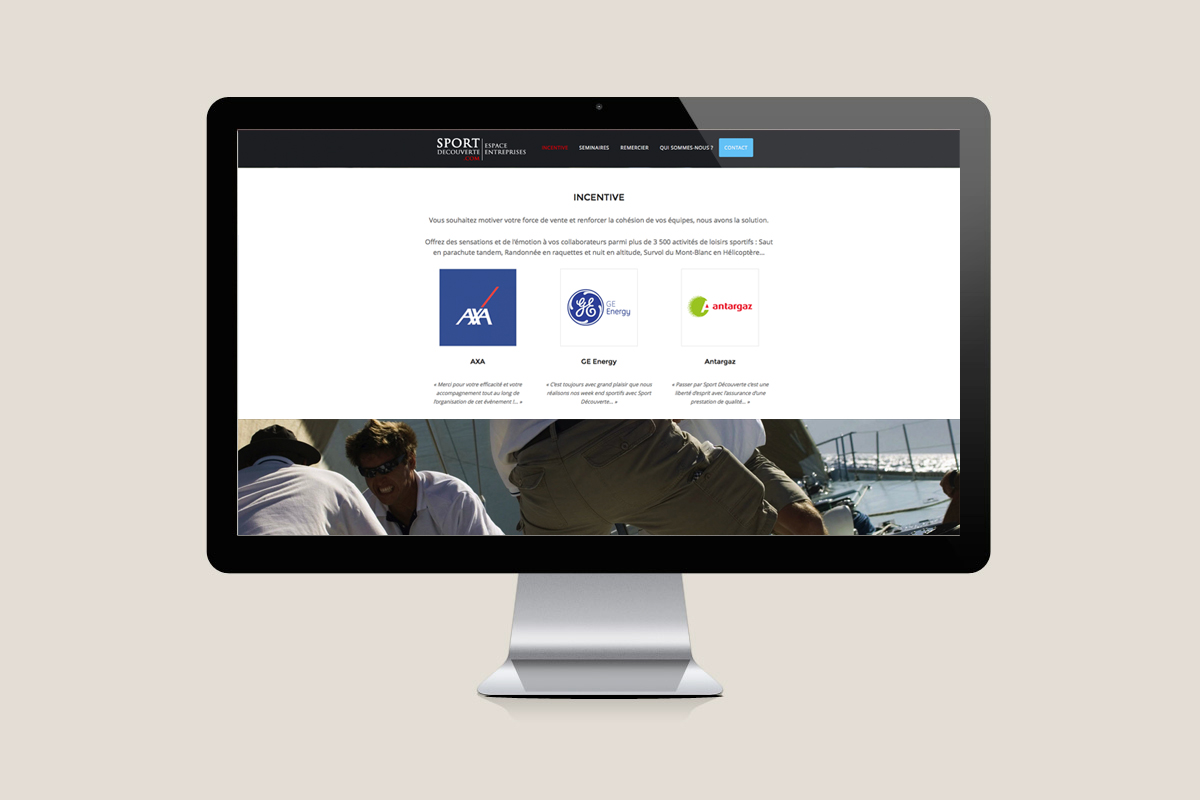 SPORT
DECOUVERTE
.COM
ESPACE
ENTREPRISES
INCENTIVE SEMINAIRES REMERCIER QUI SOMMES-NOUS ? CONTACT
INCENTIVE
Vous souhaitez motiver votre force de vente et renforcer la cohésion de vos équipes, nous avons la solution.
Offrez des sensations et de l'émotion à vos collaborateurs parmi plus de 3 500 activités de loisirs sportifs : Saut
en parachute tandem, Randonnée en raquettes et nuit en altitude, Survol du Mont-Blanc en Hélicoptère...
AXA
GE
GE
Energy
antargaz
AXA
GE Energy
Antargaz
« Merci pour votre efficacité et votre
accompagnement tout au long de
l'organisation de cet événement !... »
« C'est toujours avec grand plaisir que nous
réalisons nos week end sportifs avec Sport
Découverte... »
« Passer par Sport Découverte c'est une
liberté d'esprit avec l'assurance d'une
prestation de qualité... »